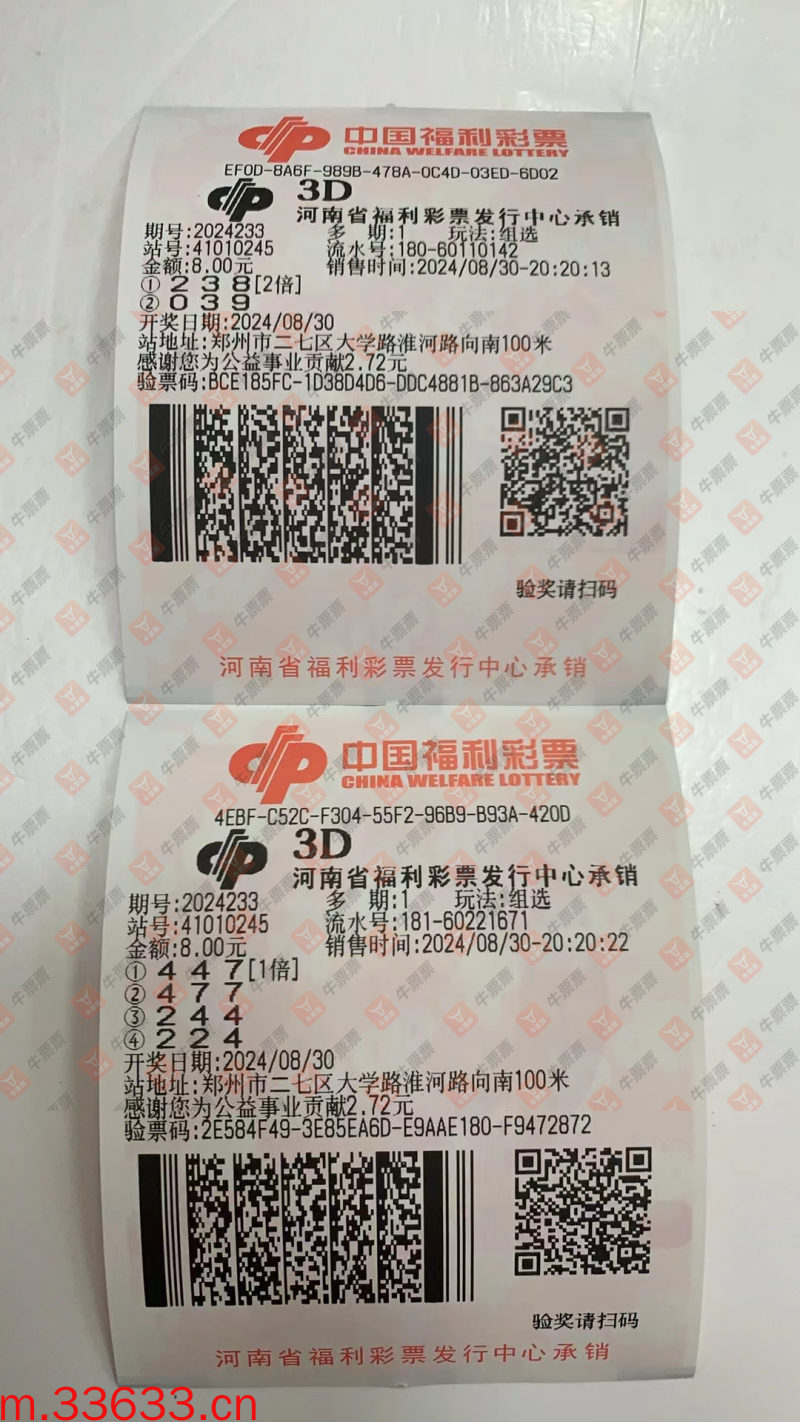 中国福利彩票
CHINA WELFARE LOTTERY
EF0D-8A6F-989B-478A-0C4D-03ED-6D02
3D
河南省福利彩票发行中心承销
期号:2024233 多 期:1 玩法:组选
站号:41010245 流水号:180-60110142
金额:8.00元 销售时间:2024/08/30-20:20:13
① 2 3 8[2倍]
② 0 3 9
开奖日期:2024/08/30
站地址:郑州市二七区大学路淮河路向南100米
感谢您为公益事业贡献2.72元
验票码:BCE185FC-1D38D4D6-DDC4881B-863A29C3
验奖请扫码
河南省福利彩票发行中心承销
中国福利彩票
CHINA WELFARE LOTTERY
4EBF-C52C-F304-55F2-96B9-B93A-420D
3D
河南省福利彩票发行中心承销
期号:2024233 多 期:1 玩法:组选
站号:41010245 流水号:181-60221671
金额:8.00元 销售时间:2024/08/30-20:20:22
① 4 4 7[1倍]
② 4 7 7
③ 2 4 4
④ 2 2 4
开奖日期:2024/08/30
站地址:郑州市二七区大学路淮河路向南100米
感谢您为公益事业贡献2.72元
验票码:2E584F49-3E85EA6D-E9AAE180-F9472872
验奖请扫码
河南省福利彩票发行中心承销
牛票票
m.33633.cn